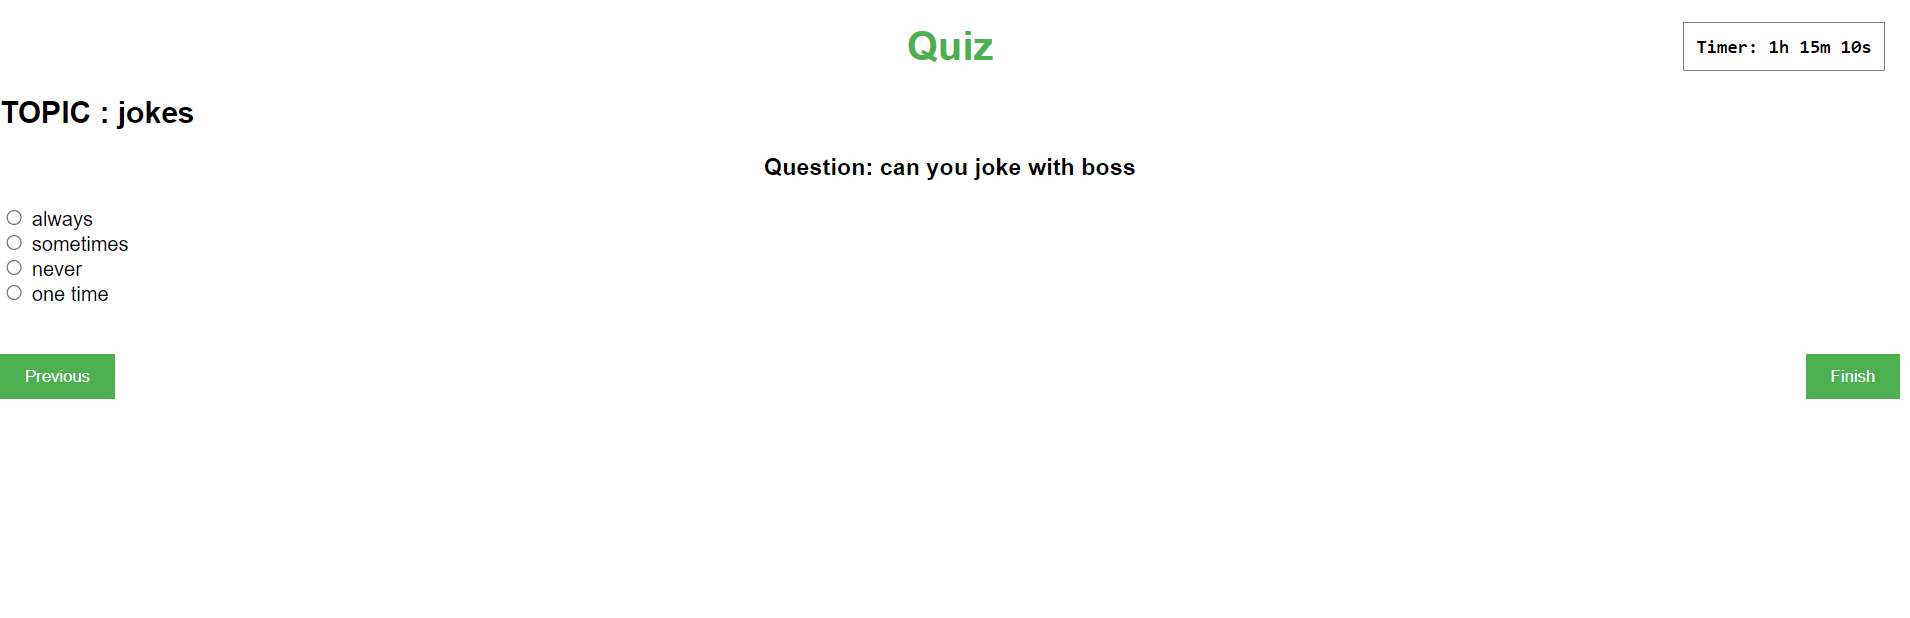 Quiz
Timer: 1h 15m 10s
TOPIC : jokes
Question: can you joke with boss
always
sometimes
never
one time
Previous
Finish